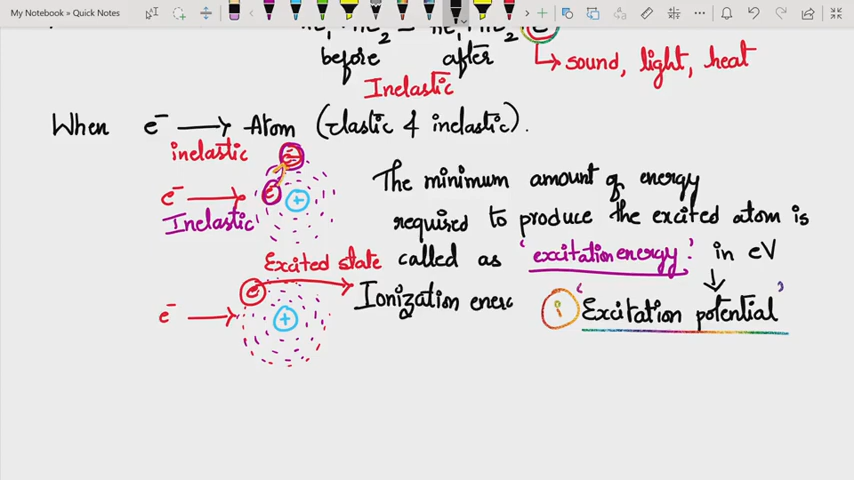 My Notebook » Quick Notes
before after
→ sound, light, heat
Inelastic
When e⁻ → Atom (elastic & inelastic).
inelastic
e⁻ →
Inelastic
e
+
The minimum amount of energy
required to produce the excited atom is
called as 'excitation energy'. in eV
Excited state
e⁻ →
e
+
Ionization energ
i 'Excitation potential'